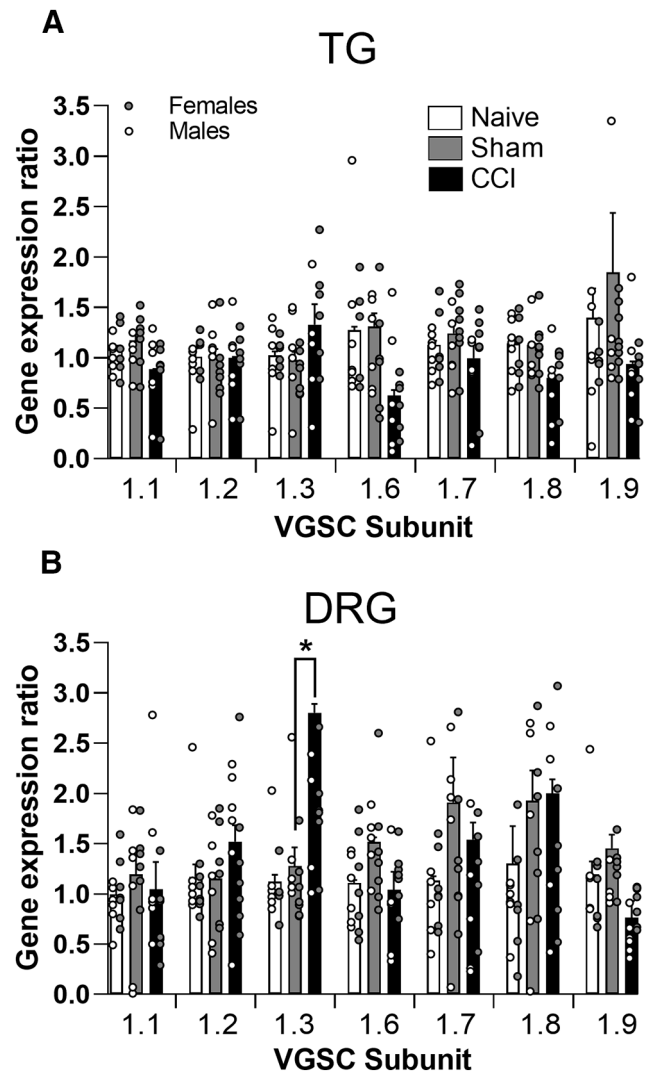 A
TG
Females
Males
Naive
Sham
CCI
3.5
3.0
2.5
2.0
1.5
1.0
0.5
0.0
Gene expression ratio
1.1 1.2 1.3 1.6 1.7 1.8 1.9
VGSC Subunit
B
DRG
*
3.5
3.0
2.5
2.0
1.5
1.0
0.5
0.0
Gene expression ratio
1.1 1.2 1.3 1.6 1.7 1.8 1.9
VGSC Subunit